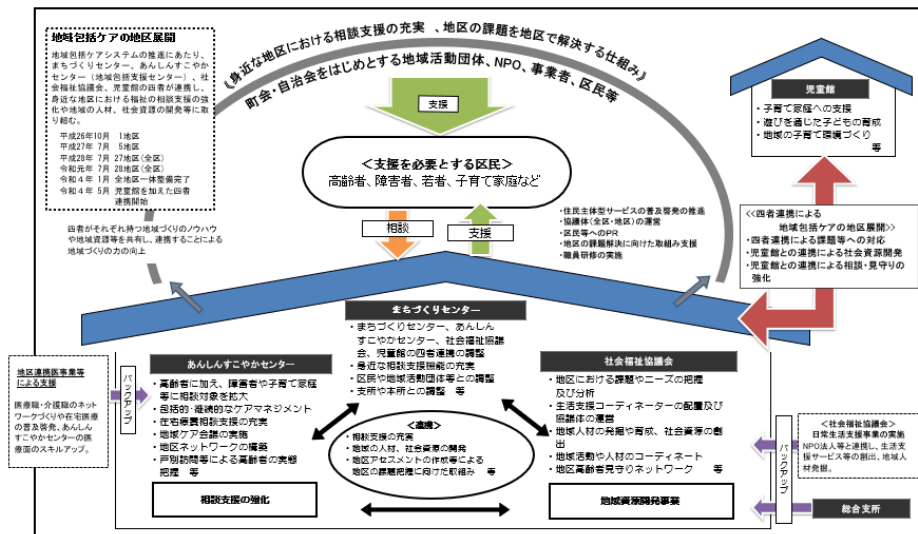 地域包括ケアの地区展開
地域包括ケアシステムの推進にあたり、
まちづくりセンター、あんしんすこやか
センター（地域包括支援センター）、社
会福祉協議会、児童館の四者が連携し、
身近な地区における福祉の相談支援の強
化や地域の人材、社会資源の開発等に取
り組む。
平成26年10月　1地区
平成27年 7月　5地区
平成28年 7月 27地区(全区)
令和元年 7月 28地区(全区)
令和４年 1月 全地区一体整備完了
令和４年 5月 児童館を加えた四者
連携開始
《身近な地区における相談支援の充実 、地区の課題を地区で解決する仕組み》
町会・自治会をはじめとする地域活動団体、NPO、事業者、区民等
支援
＜支援を必要とする区民＞
高齢者、障害者、若者、子育て家庭など
相談
支援
四者がそれぞれ持つ地域づくりのノウハウ
や地域資源等を共有し、連携することによる
地域づくりの力の向上
・住民主体型サービスの普及啓発の推進
・協議体（全区・地区）の運営
・区民等へのPR
・地区の課題解決に向けた取組み支援
・職員研修の実施
児童館
・子育て家庭への支援
・遊びを通じた子どもの育成
・地域の子育て環境づくり
等
<<四者連携による
地域包括ケアの地区展開>>
・四者連携による課題等への対応
・児童館との連携による社会資源開発
・児童館との連携による相談・見守りの
強化
まちづくりセンター
・まちづくりセンター、あんしん
すこやかセンター、社会福祉協議
会、児童館の四者連携の調整
・身近な相談支援機能の充実
・区民や地域活動団体等との調整
・支所や本所との調整 等
あんしんすこやかセンター
・高齢者に加え、障害者や子育て家庭
等に相談対象を拡大
・包括的・継続的なケアマネジメント
・在宅療養相談支援の充実
・地域ケア会議の実施
・地区ネットワークの構築
・戸別訪問等による高齢者の実態
把握 等
相談支援の強化
＜連携＞
・相談支援の充実
・地域の人材、社会資源の開発
・地区アセスメントの作成等による
地区の課題把握に向けた取組み 等
社会福祉協議会
・地区における課題やニーズの把握
及び分析
・生活支援コーディネーターの配置及び
協議体の運営
・地域人材の発掘や育成、社会資源の創
出
・地域活動や人材のコーディネート
・地区高齢者見守りネットワーク 等
地域資源開発事業
地区連携医事業等
による支援
医療職・介護職のネット
ワークづくりや在宅医療
の普及啓発、あんしんす
こやかセンターの医療
面のスキルアップ。
バックアップ
バックアップ
＜社会福祉協議会＞
日常生活支援事業の実施
NPO法人等と連携し、生活支
援サービス等の創出、地域人
材発掘。
総合支所